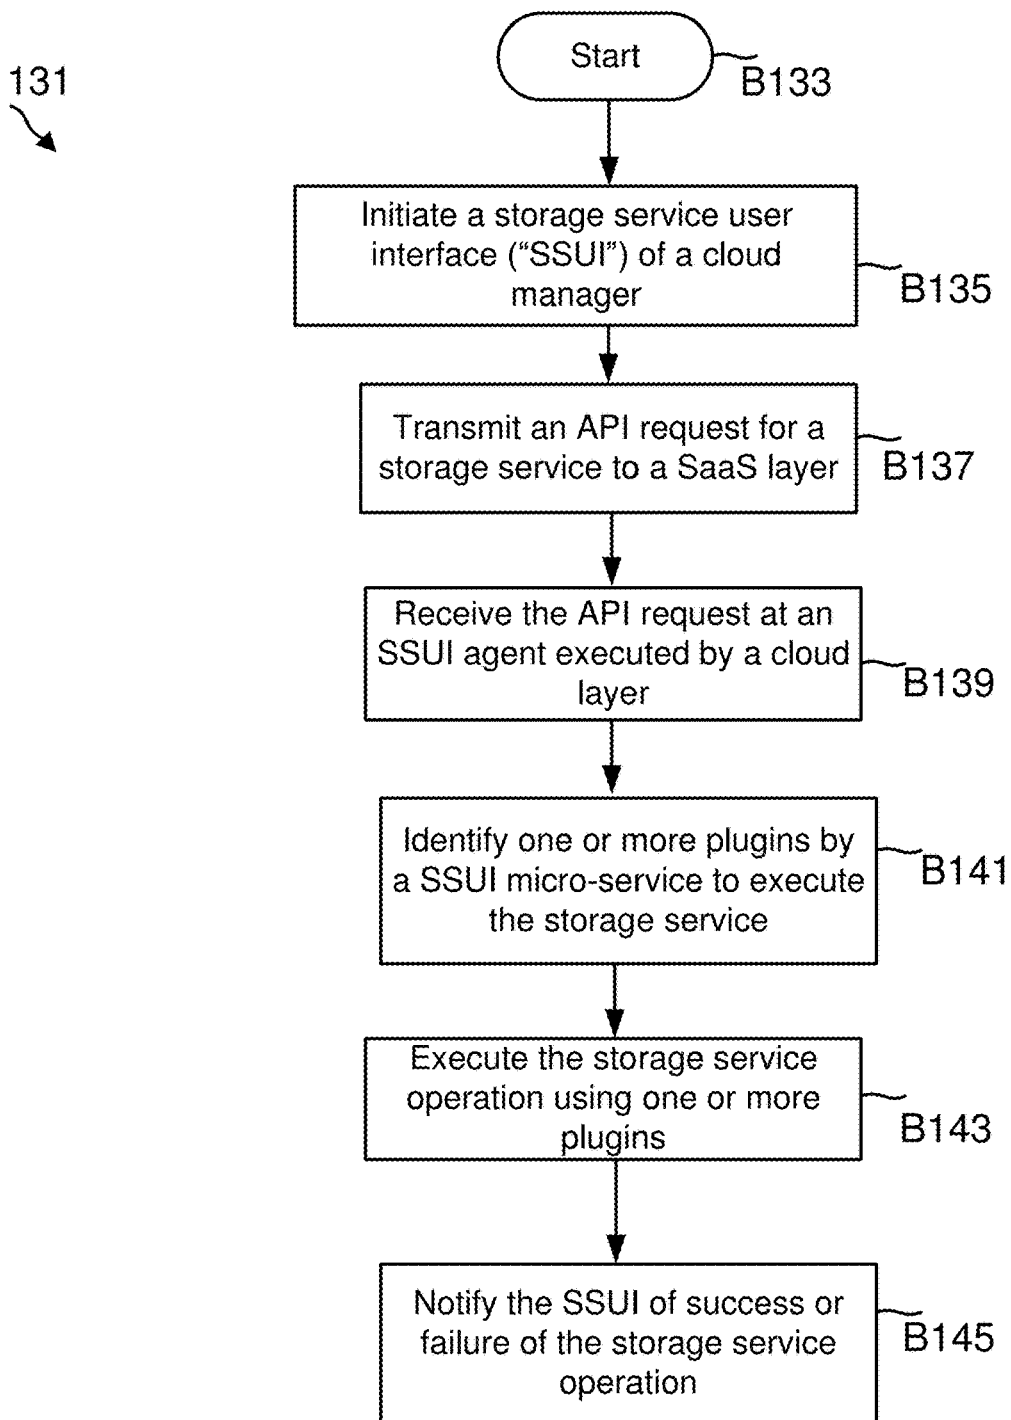 Start
B133
131
Initiate a storage service user
interface (“SSUI”) of a cloud
manager
B135
Transmit an API request for a
storage service to a SaaS layer
B137
Receive the API request at an
SSUI agent executed by a cloud
layer
B139
Identify one or more plugins by
a SSUI micro-service to execute
the storage service
B141
Execute the storage service
operation using one or more
plugins
B143
Notify the SSUI of success or
failure of the storage service
operation
B145